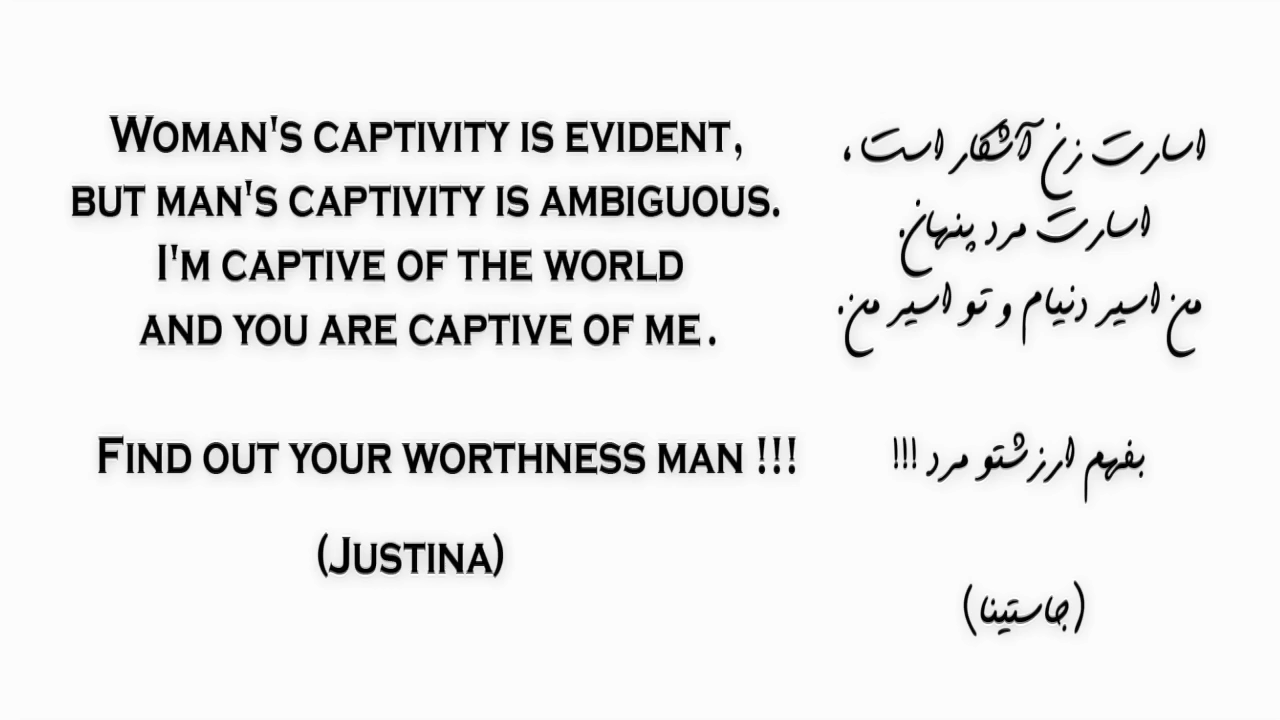 WOMAN'S CAPTIVITY IS EVIDENT,
BUT MAN'S CAPTIVITY IS AMBIGUOUS.
I'M CAPTIVE OF THE WORLD
AND YOU ARE CAPTIVE OF ME.
FIND OUT YOUR WORTHNESS MAN !!!
(JUSTINA)
اسارت زن آشکار است،
اسارت مرد پنهان.
من اسیر دنیام و تو اسیر من.
بفهم ارزشتو مرد !!!
(جاستینا)